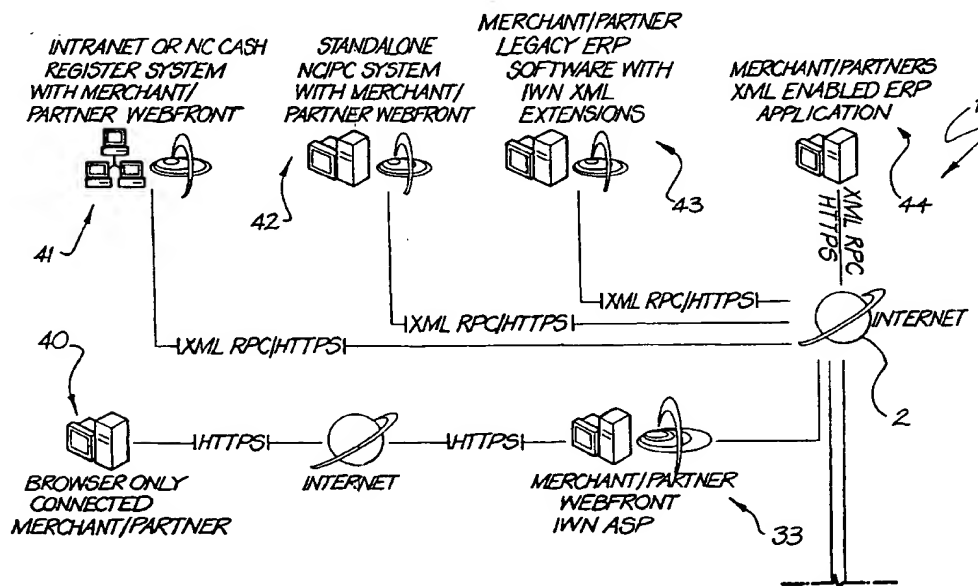 INTRANET OR NC CASH
REGISTER SYSTEM
WITH MERCHANT/
PARTNER WEBFRONT
STANDALONE
NC/PC SYSTEM
WITH MERCHANT/
PARTNER WEBFRONT
MERCHANT/PARTNER
LEGACY ERP
SOFTWARE WITH
IWN XML
EXTENSIONS
MERCHANT/PARTNERS
XML ENABLED ERP
APPLICATION
41
42
43
44
XML RPC
HTTPS
XML RPC/HTTPS
XML RPC/HTTPS
XML RPC/HTTPS
INTERNET
2
40
HTTPS
HTTPS
BROWSER ONLY
CONNECTED
MERCHANT/PARTNER
INTERNET
MERCHANT/PARTNER
WEBFRONT
IWN ASP
33